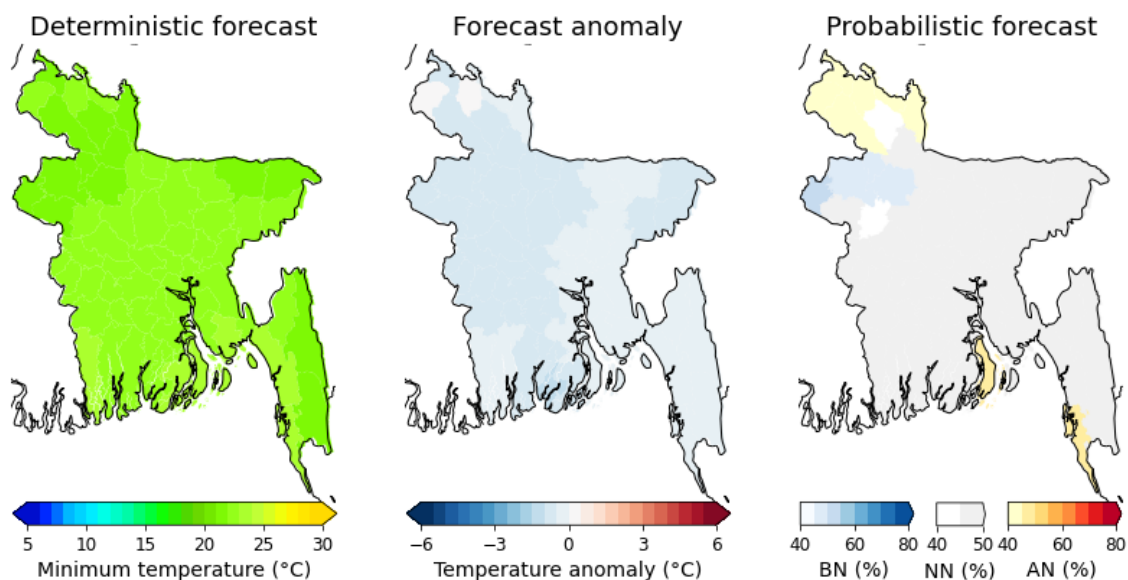 Deterministic forecast
Forecast anomaly
Probabilistic forecast
5 10 15 20 25 30
Minimum temperature (°C)
−6 −3 0 3 6
Temperature anomaly (°C)
40 60 80
BN (%)
40 50
NN (%)
40 60 80
AN (%)